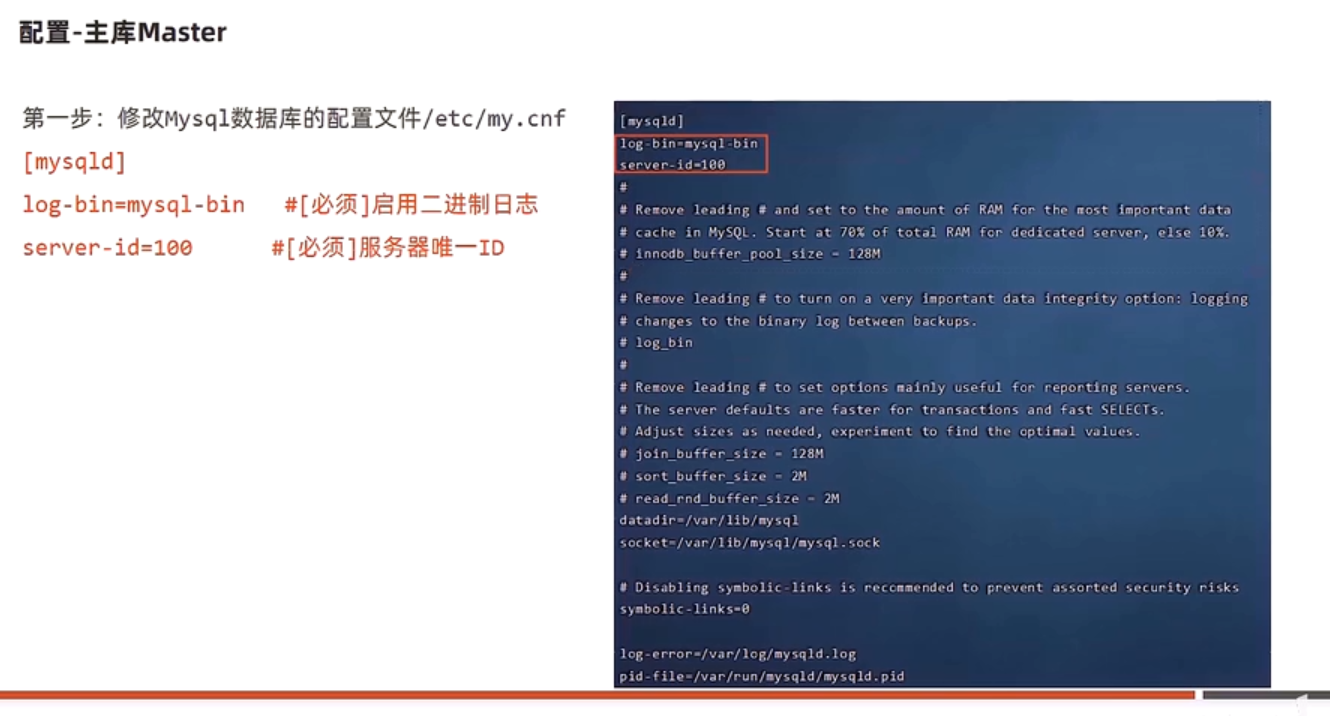 配置-主库Master
第一步：修改Mysql数据库的配置文件/etc/my.cnf
[mysqld]
log-bin=mysql-bin #[必须]启用二进制日志
server-id=100 #[必须]服务器唯一ID
[mysqld]
log-bin=mysql-bin
server-id=100
#
# Remove leading # and set to the amount of RAM for the most important data
# cache in MySQL. Start at 70% of total RAM for dedicated server, else 10%.
# innodb_buffer_pool_size = 128M
#
# Remove leading # to turn on a very important data integrity option: logging
# changes to the binary log between backups.
# log_bin
#
# Remove leading # to set options mainly useful for reporting servers.
# The server defaults are faster for transactions and fast SELECTs.
# Adjust sizes as needed, experiment to find the optimal values.
# join_buffer_size = 128M
# sort_buffer_size = 2M
# read_rnd_buffer_size = 2M
datadir=/var/lib/mysql
socket=/var/lib/mysql/mysql.sock
# Disabling symbolic-links is recommended to prevent assorted security risks
symbolic-links=0
log-error=/var/log/mysqld.log
pid-file=/var/run/mysqld/mysqld.pid